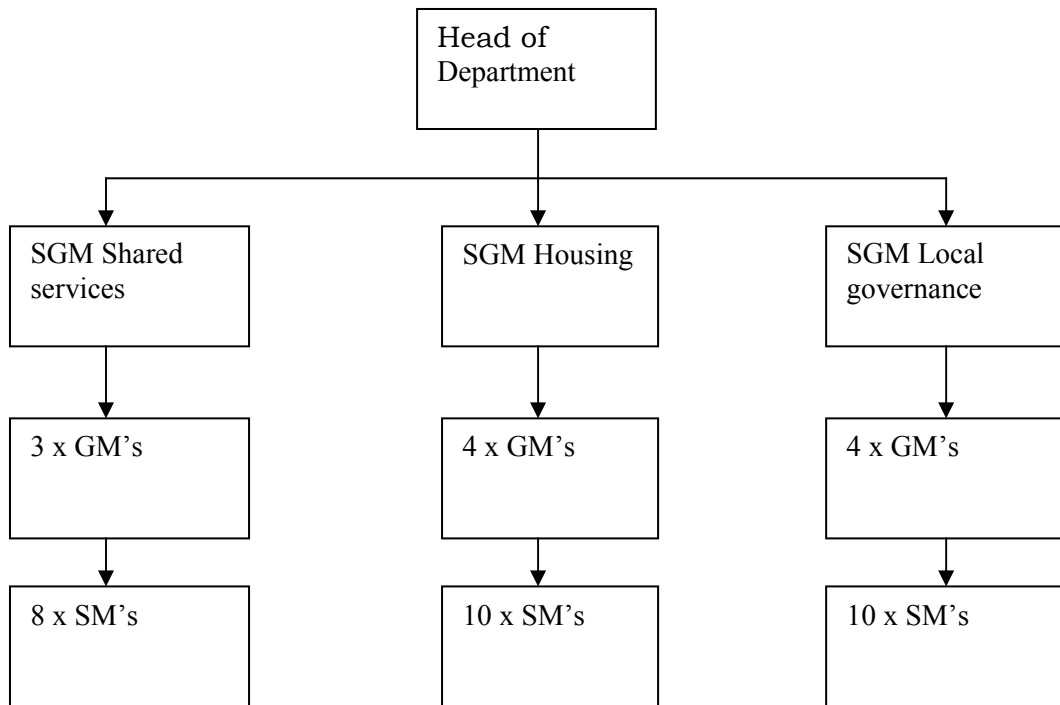 Head of
Department
SGM Shared
services
SGM Housing
SGM Local
governance
3 x GM’s
4 x GM’s
4 x GM’s
8 x SM’s
10 x SM’s
10 x SM’s